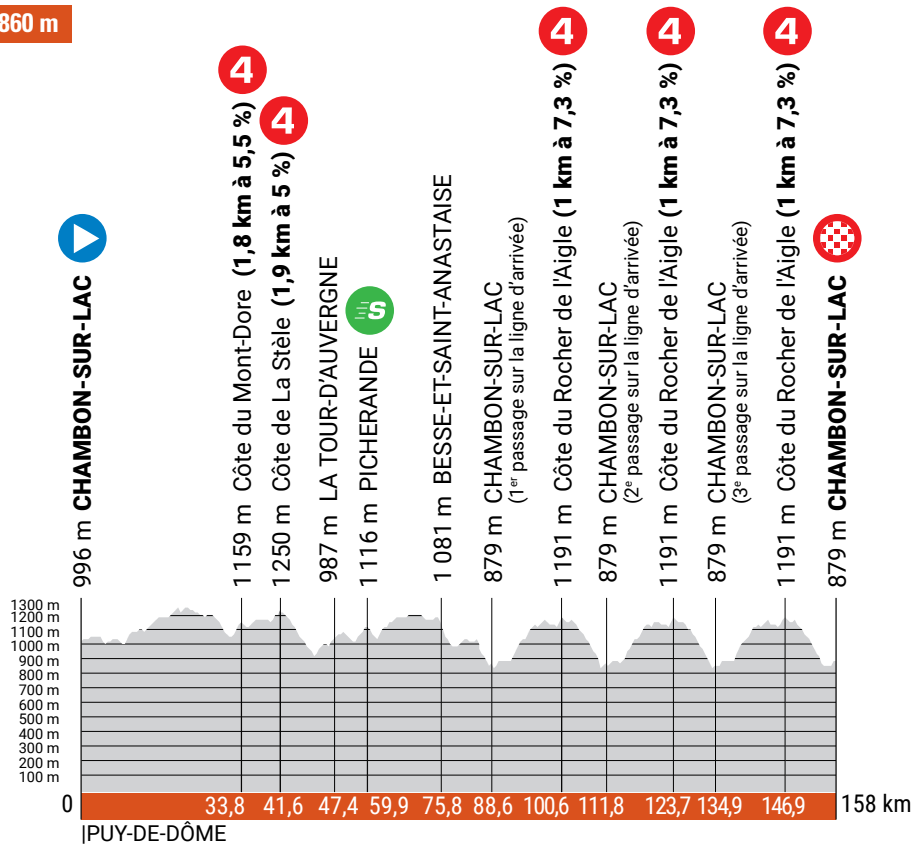 860 m
4
4
4
4
4
996 m CHAMBON-SUR-LAC
1159 m Côte du Mont-Dore (1,8 km à 5,5 %)
1250 m Côte de La Stèle (1,9 km à 5 %)
987 m LA TOUR-D'AUVERGNE
1 116 m PICHERANDE
S
1 081 m BESSE-ET-SAINT-ANASTAISE
879 m CHAMBON-SUR-LAC
(1er passage sur la ligne d'arrivée)
1191 m Côte du Rocher de l'Aigle (1 km à 7,3 %)
879 m CHAMBON-SUR-LAC
(2e passage sur la ligne d'arrivée)
1191 m Côte du Rocher de l'Aigle (1 km à 7,3 %)
879 m CHAMBON-SUR-LAC
(3e passage sur la ligne d'arrivée)
1191 m Côte du Rocher de l'Aigle (1 km à 7,3 %)
879 m CHAMBON-SUR-LAC
1300 m
1200 m
1100 m
1000 m
900 m
800 m
700 m
600 m
500 m
400 m
300 m
200 m
100 m
0 33,8 41,6 47,4 59,9 75,8 88,6 100,6 111,8 123,7 134,9 146,9 158 km
|PUY-DE-DÔME